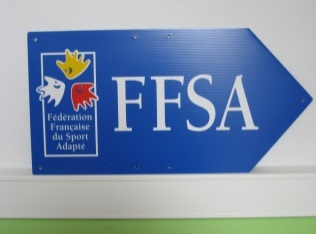 Fédération
Française
du Sport
Adapté
FFSA